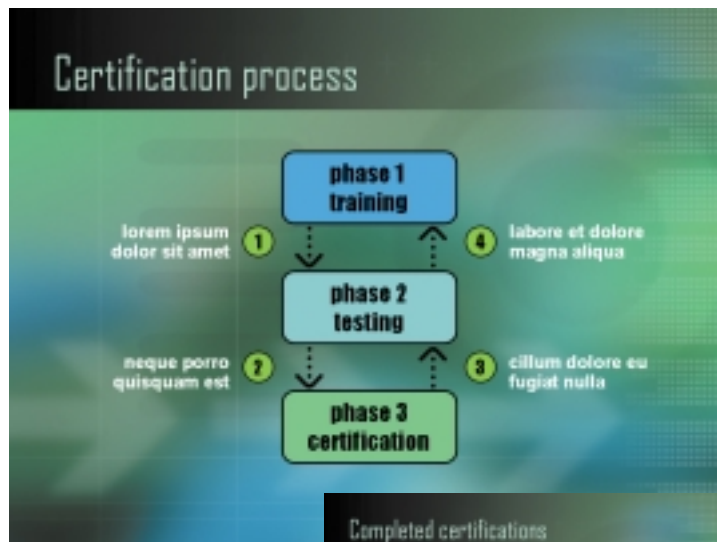 Certification process
phase 1
training
lorem ipsum
dolor sit amet
1
4
labore et dolore
magna aliqua
phase 2
testing
neque porro
quisquam est
2
3
cillum dolore eu
fugiat nulla
phase 3
certification
Completed certifications